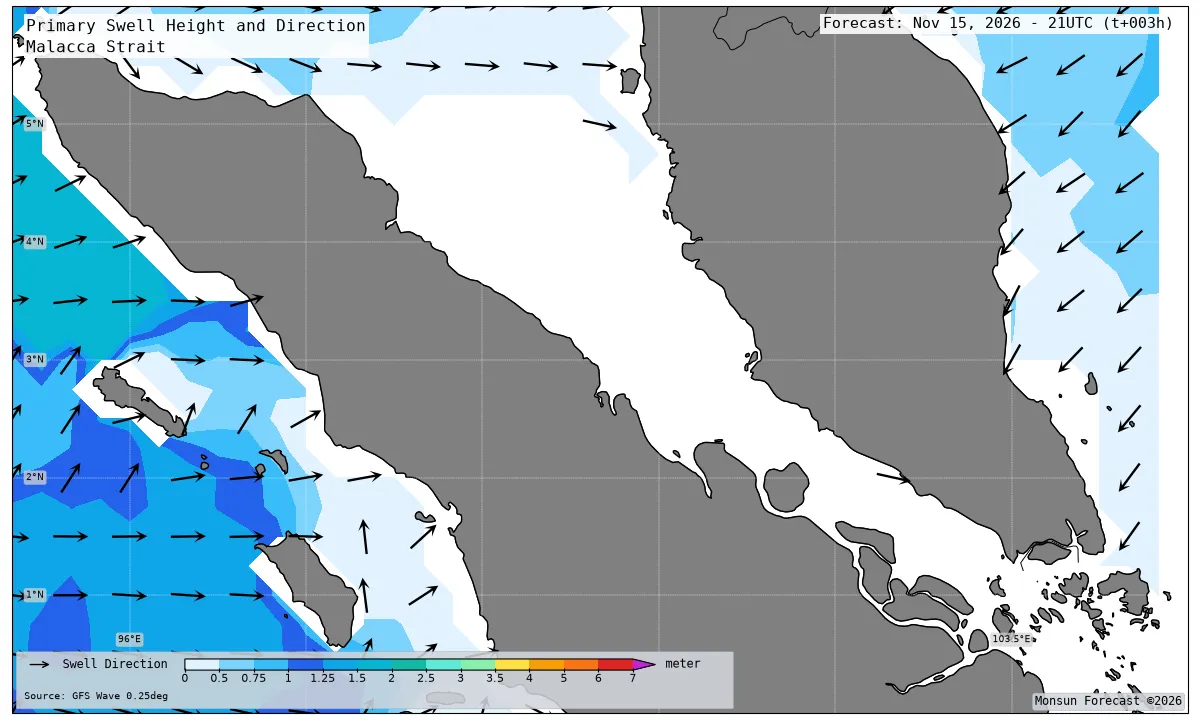 Primary Swell Height and Direction
Malacca Strait
Forecast: Nov 15, 2026 - 21UTC (t+003h)
5°N
4°N
3°N
2°N
1°N
96°E
103.5°E
Swell Direction
0 0.5 0.75 1 1.25 1.5 2 2.5 3 3.5 4 5 6 7
meter
Source: GFS Wave 0.25deg
Monsun Forecast ©2026